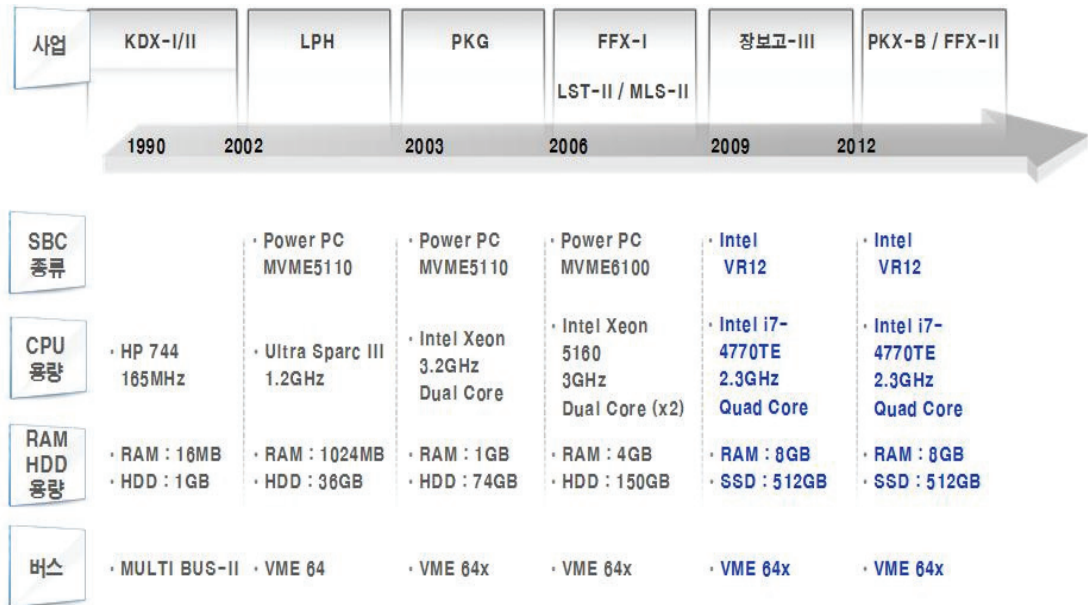 사업
KDX-I/II
LPH
PKG
FFX-I
장보고-III
PKX-B / FFX-II
LST-II / MLS-II
1990
2002
2003
2006
2009
2012
SBC
종류
· Power PC
MVME5110
· Power PC
MVME5110
· Power PC
MVME6100
· Intel
VR12
· Intel
VR12
CPU
용량
· HP 744
165MHz
· Ultra Sparc III
1.2GHz
· Intel Xeon
3.2GHz
Dual Core
· Intel Xeon
5160
3GHz
Dual Core (x2)
· Intel i7-
4770TE
2.3GHz
Quad Core
· Intel i7-
4770TE
2.3GHz
Quad Core
RAM
HDD
용량
· RAM : 16MB
· HDD : 1GB
· RAM : 1024MB
· HDD : 36GB
· RAM : 1GB
· HDD : 74GB
· RAM : 4GB
· HDD : 150GB
· RAM : 8GB
· SSD : 512GB
· RAM : 8GB
· SSD : 512GB
버스
· MULTI BUS-II
· VME 64
· VME 64x
· VME 64x
· VME 64x
· VME 64x